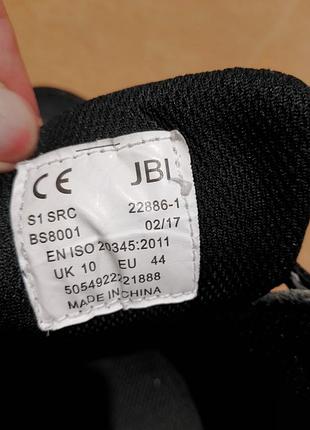 CE JBL
S1 SRC 22886-1
BS8001 02/17
EN ISO 20345:2011
UK 10 EU 44
MADE IN CHINA